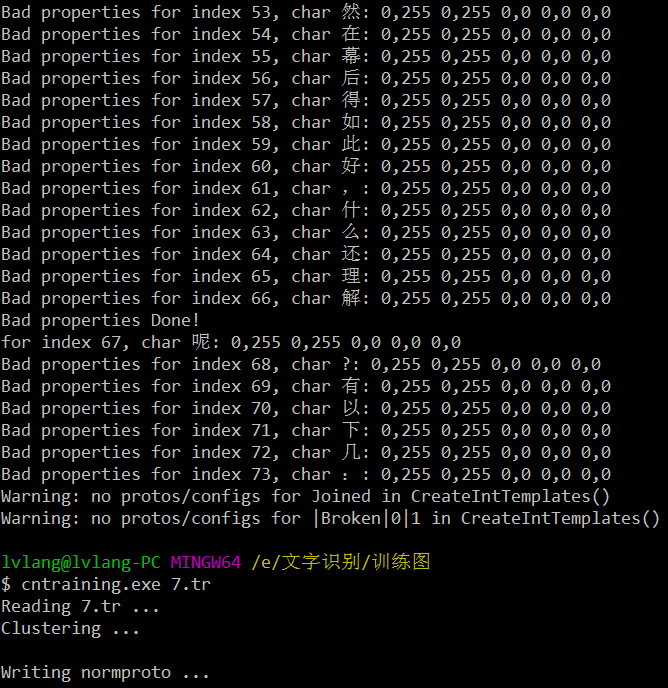 Bad properties for index 53, char 然: 0,255 0,255 0,0 0,0 0,0
Bad properties for index 54, char 在: 0,255 0,255 0,0 0,0 0,0
Bad properties for index 55, char 幕: 0,255 0,255 0,0 0,0 0,0
Bad properties for index 56, char 后: 0,255 0,255 0,0 0,0 0,0
Bad properties for index 57, char 得: 0,255 0,255 0,0 0,0 0,0
Bad properties for index 58, char 如: 0,255 0,255 0,0 0,0 0,0
Bad properties for index 59, char 此: 0,255 0,255 0,0 0,0 0,0
Bad properties for index 60, char 好: 0,255 0,255 0,0 0,0 0,0
Bad properties for index 61, char ，: 0,255 0,255 0,0 0,0 0,0
Bad properties for index 62, char 什: 0,255 0,255 0,0 0,0 0,0
Bad properties for index 63, char 么: 0,255 0,255 0,0 0,0 0,0
Bad properties for index 64, char 还: 0,255 0,255 0,0 0,0 0,0
Bad properties for index 65, char 理: 0,255 0,255 0,0 0,0 0,0
Bad properties for index 66, char 解: 0,255 0,255 0,0 0,0 0,0
Bad properties Done!
for index 67, char 呢: 0,255 0,255 0,0 0,0 0,0
Bad properties for index 68, char ?: 0,255 0,255 0,0 0,0 0,0
Bad properties for index 69, char 有: 0,255 0,255 0,0 0,0 0,0
Bad properties for index 70, char 以: 0,255 0,255 0,0 0,0 0,0
Bad properties for index 71, char 下: 0,255 0,255 0,0 0,0 0,0
Bad properties for index 72, char 几: 0,255 0,255 0,0 0,0 0,0
Bad properties for index 73, char ：: 0,255 0,255 0,0 0,0 0,0
Warning: no protos/configs for Joined in CreateIntTemplates()
Warning: no protos/configs for |Broken|0|1 in CreateIntTemplates()
lvlang@lvlang-PC MINGW64 /e/文字识别/训练图
$ cntraining.exe 7.tr
Reading 7.tr ...
Clustering ...
Writing normproto ...